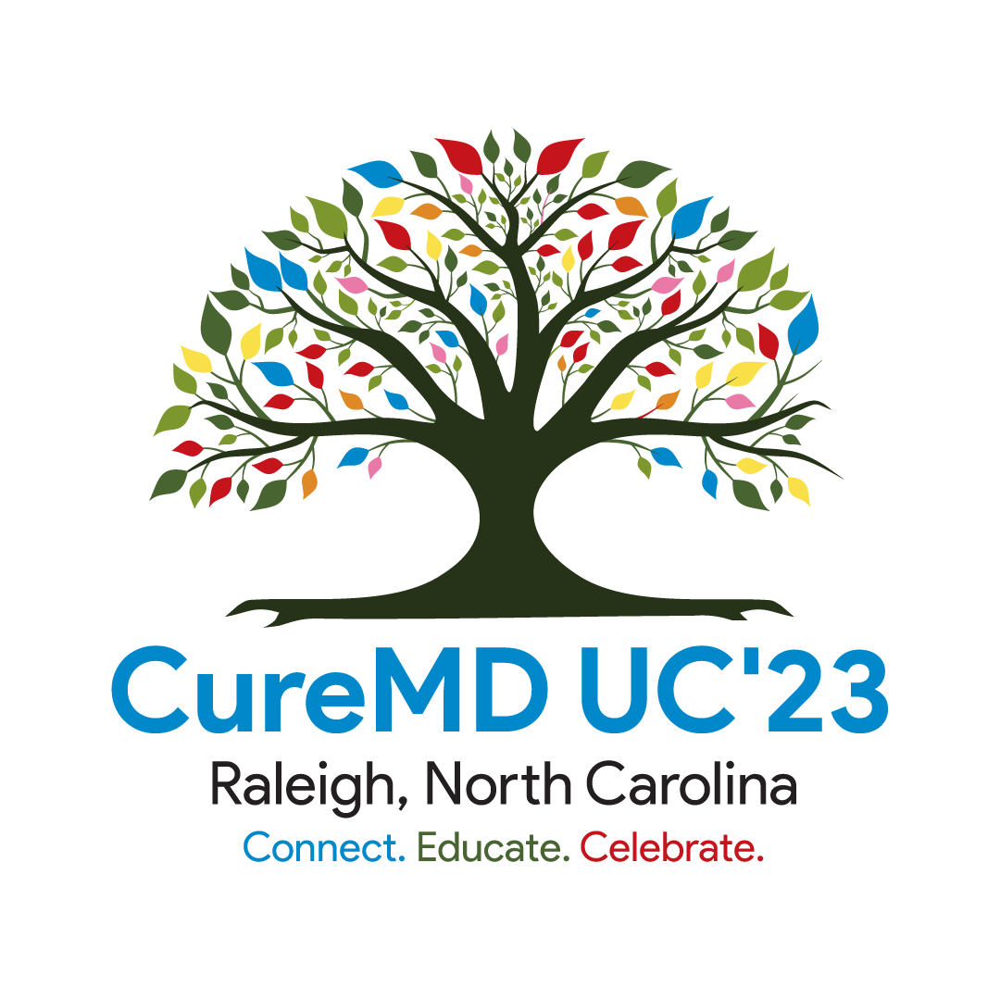 CureMD UC'23
Raleigh, North Carolina
Connect. Educate. Celebrate.